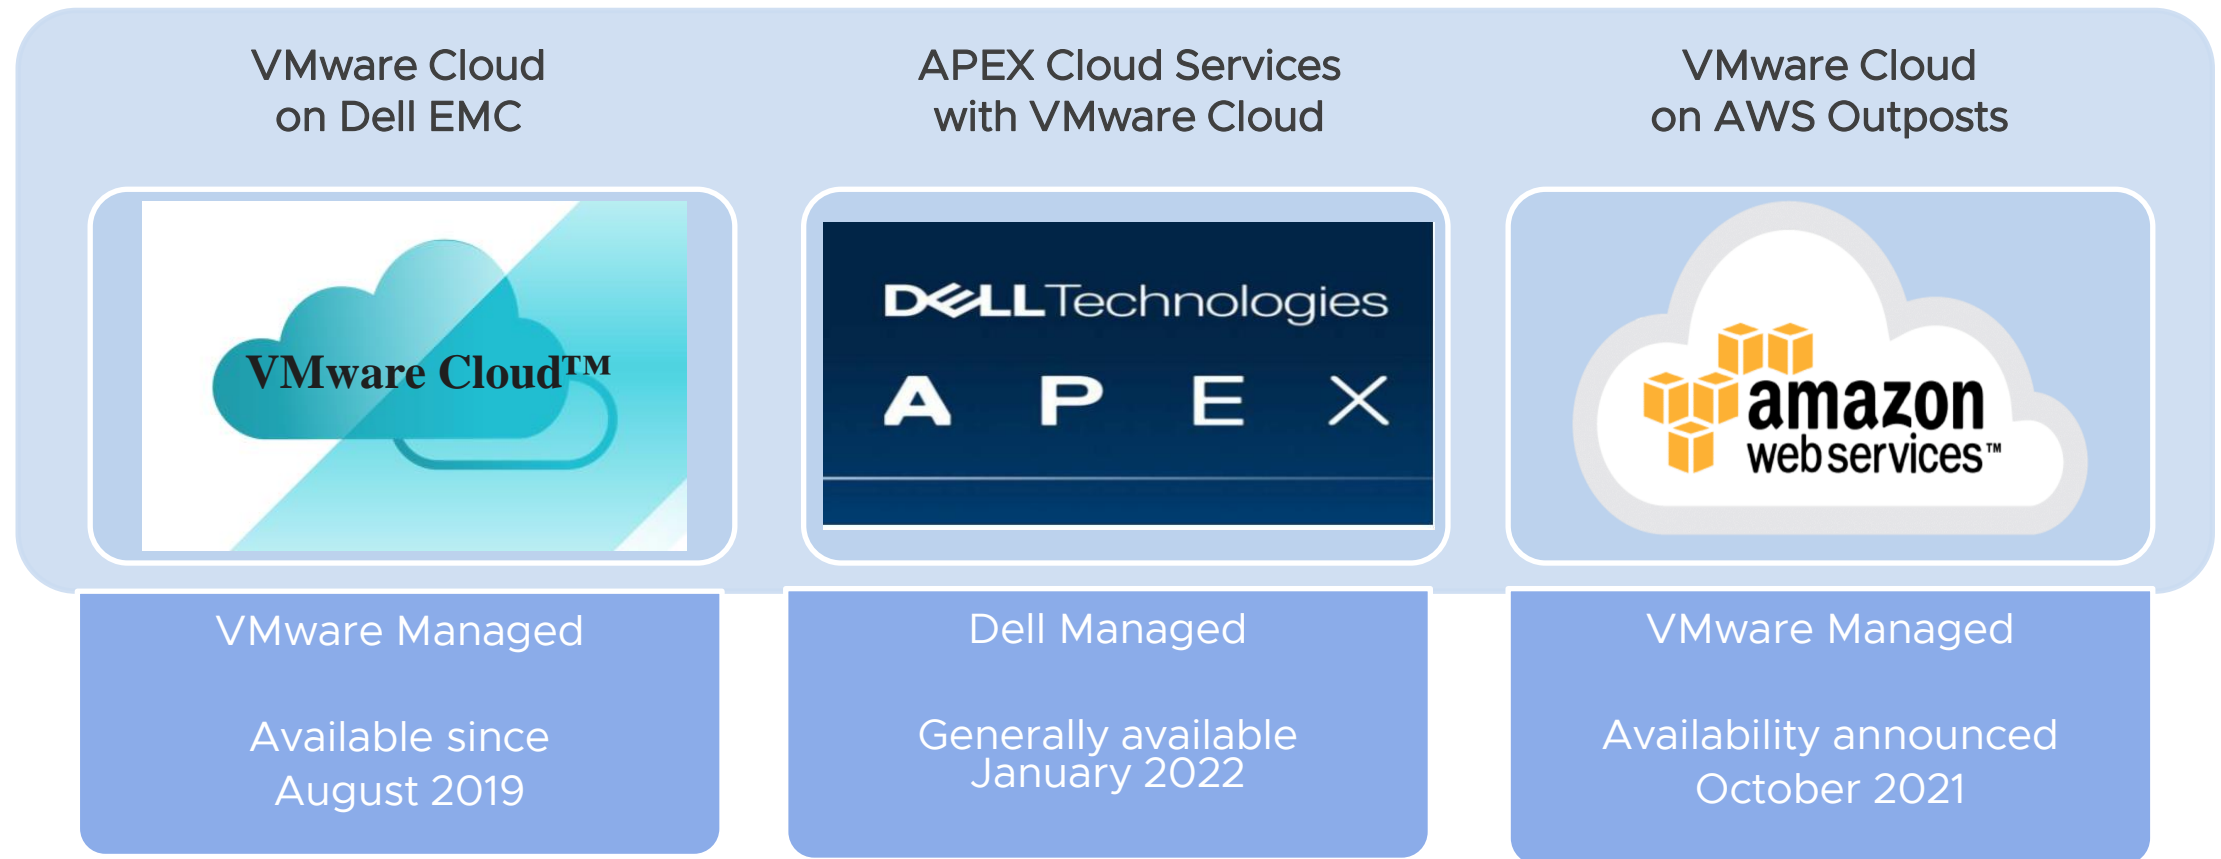 VMware Cloud
on Dell EMC
APEX Cloud Services
with VMware Cloud
VMware Cloud
on AWS Outposts
VMware Cloud™
DELL Technologies
A P E X
amazon
web services™
VMware Managed
Available since
August 2019
Dell Managed
Generally available
January 2022
VMware Managed
Availability announced
October 2021